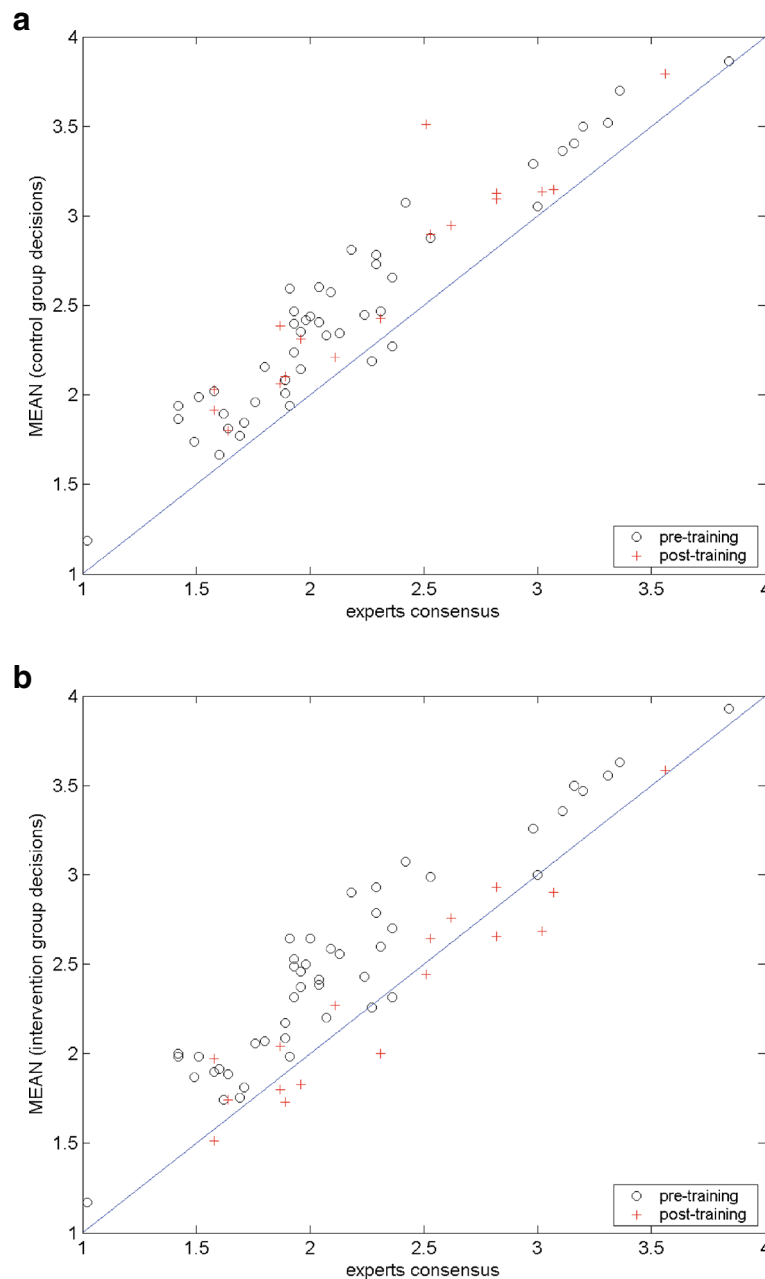 a
4
3.5
3
2.5
2
1.5
1
MEAN (control group decisions)
pre-training
post-training
1 1.5 2 2.5 3 3.5 4
experts consensus
b
4
3.5
3
2.5
2
1.5
1
MEAN (intervention group decisions)
pre-training
post-training
1 1.5 2 2.5 3 3.5 4
experts consensus